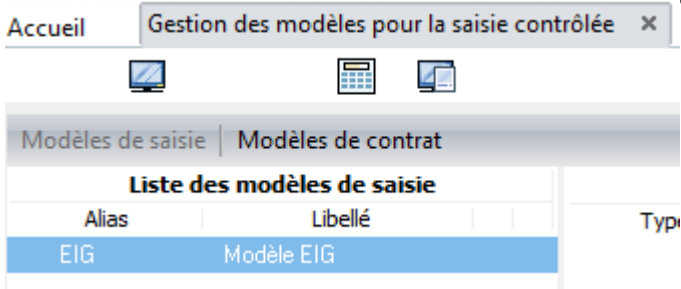 Accueil Gestion des modèles pour la saisie contrôlée ×
Modèles de saisie | Modèles de contrat
Liste des modèles de saisie
Alias Libellé Type
EIG Modèle EIG